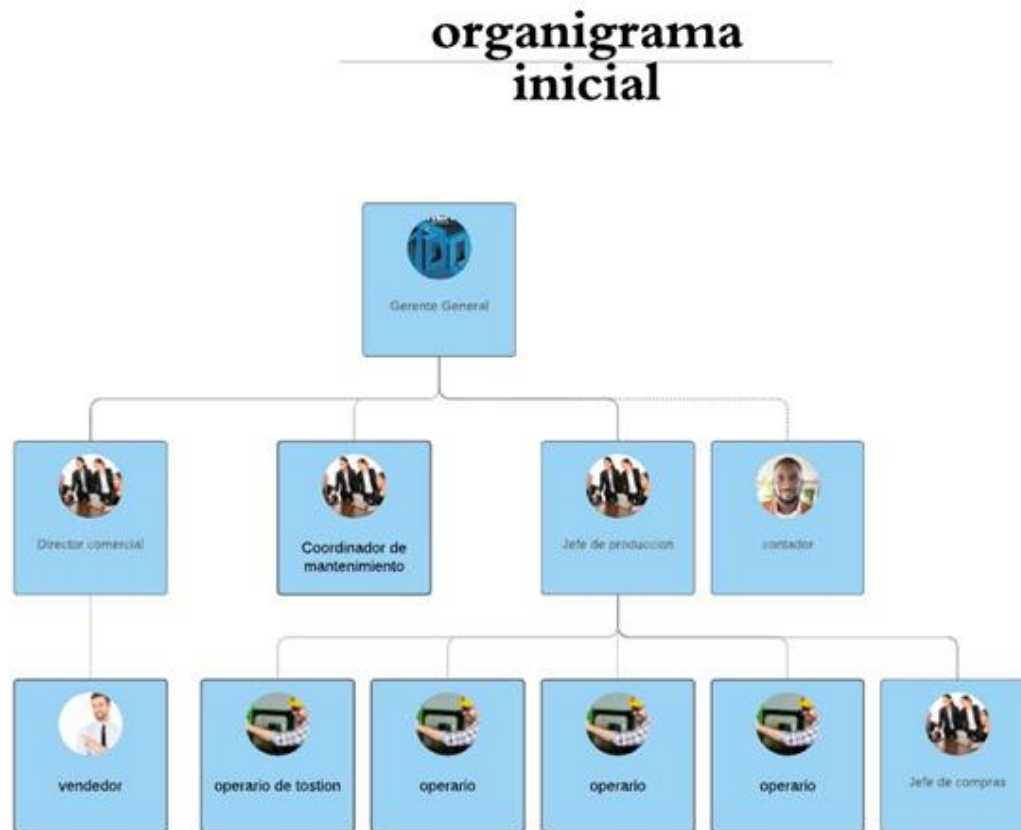 organigrama
inicial
Gerente General
Director comercial
Coordinador de
mantenimiento
Jefe de produccion
contador
vendedor
operario de tostion
operario
operario
operario
Jefe de compras